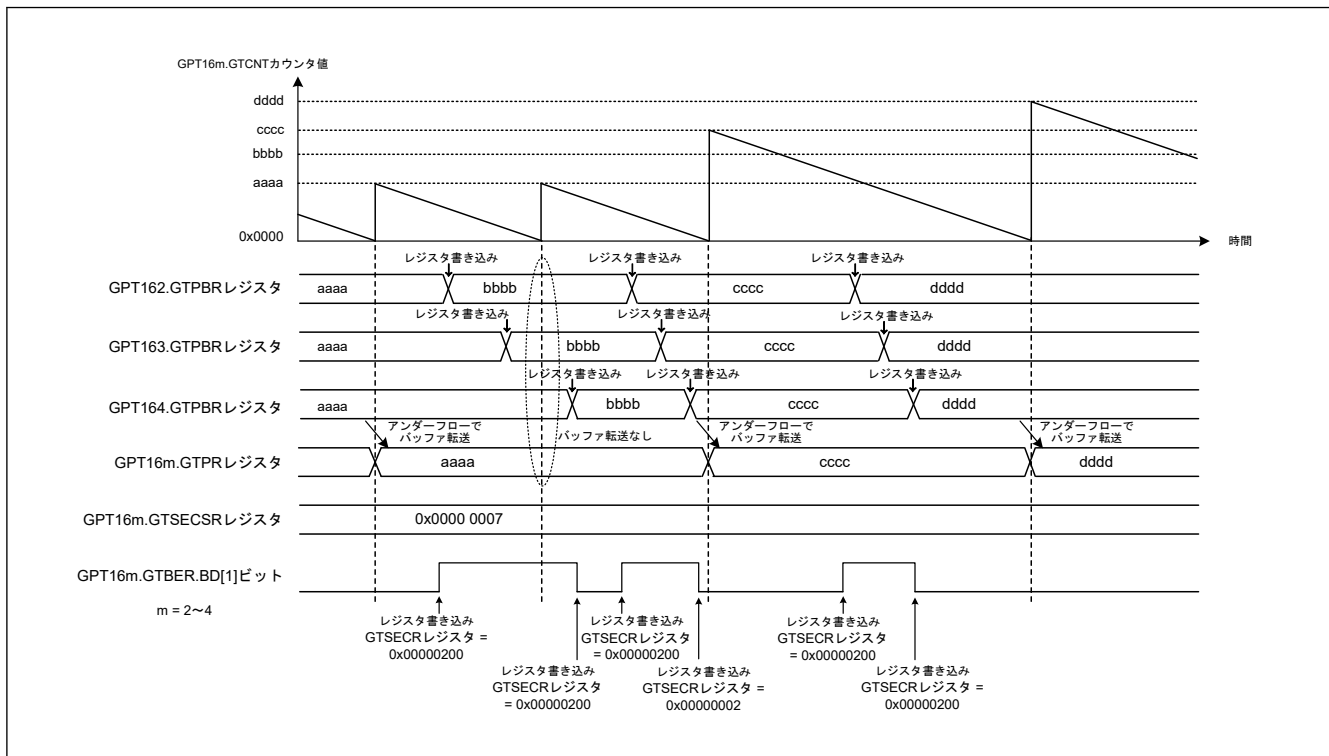 GPT16m.GTCNTカウンタ値
dddd
cccc
bbbb
aaaa
0x0000
時間
レジスタ書き込み レジスタ書き込み レジスタ書き込み
GPT162.GTPBRレジスタ aaaa bbbb cccc dddd
レジスタ書き込み レジスタ書き込み レジスタ書き込み
GPT163.GTPBRレジスタ aaaa bbbb cccc dddd
レジスタ書き込み レジスタ書き込み レジスタ書き込み
GPT164.GTPBRレジスタ aaaa bbbb cccc dddd
アンダーフローで
バッファ転送
バッファ転送なし
アンダーフローで
バッファ転送
アンダーフローで
バッファ転送
GPT16m.GTPRレジスタ aaaa cccc dddd
GPT16m.GTSECSRレジスタ 0x0000 0007
GPT16m.GTBER.BD[1]ビット
m = 2～4
レジスタ書き込み
GTSECRレジスタ =
0x00000200
レジスタ書き込み
GTSECRレジスタ
= 0x00000200
レジスタ書き込み
GTSECRレジスタ
= 0x00000200
レジスタ書き込み
GTSECRレジスタ =
0x00000002
レジスタ書き込み
GTSECRレジスタ
= 0x00000200
レジスタ書き込み
GTSECRレジスタ =
0x00000200